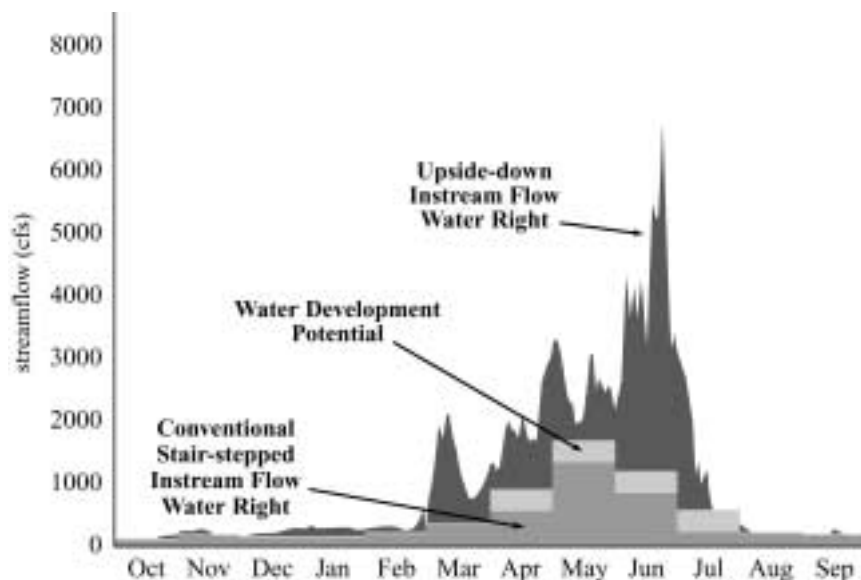 8000
7000
6000
5000
4000
3000
2000
1000
0
streamflow (cfs)
Upside-down
Instream Flow
Water Right
Water Development
Potential
Conventional
Stair-stepped
Instream Flow
Water Right
Oct Nov Dec Jan Feb Mar Apr May Jun Jul Aug Sep